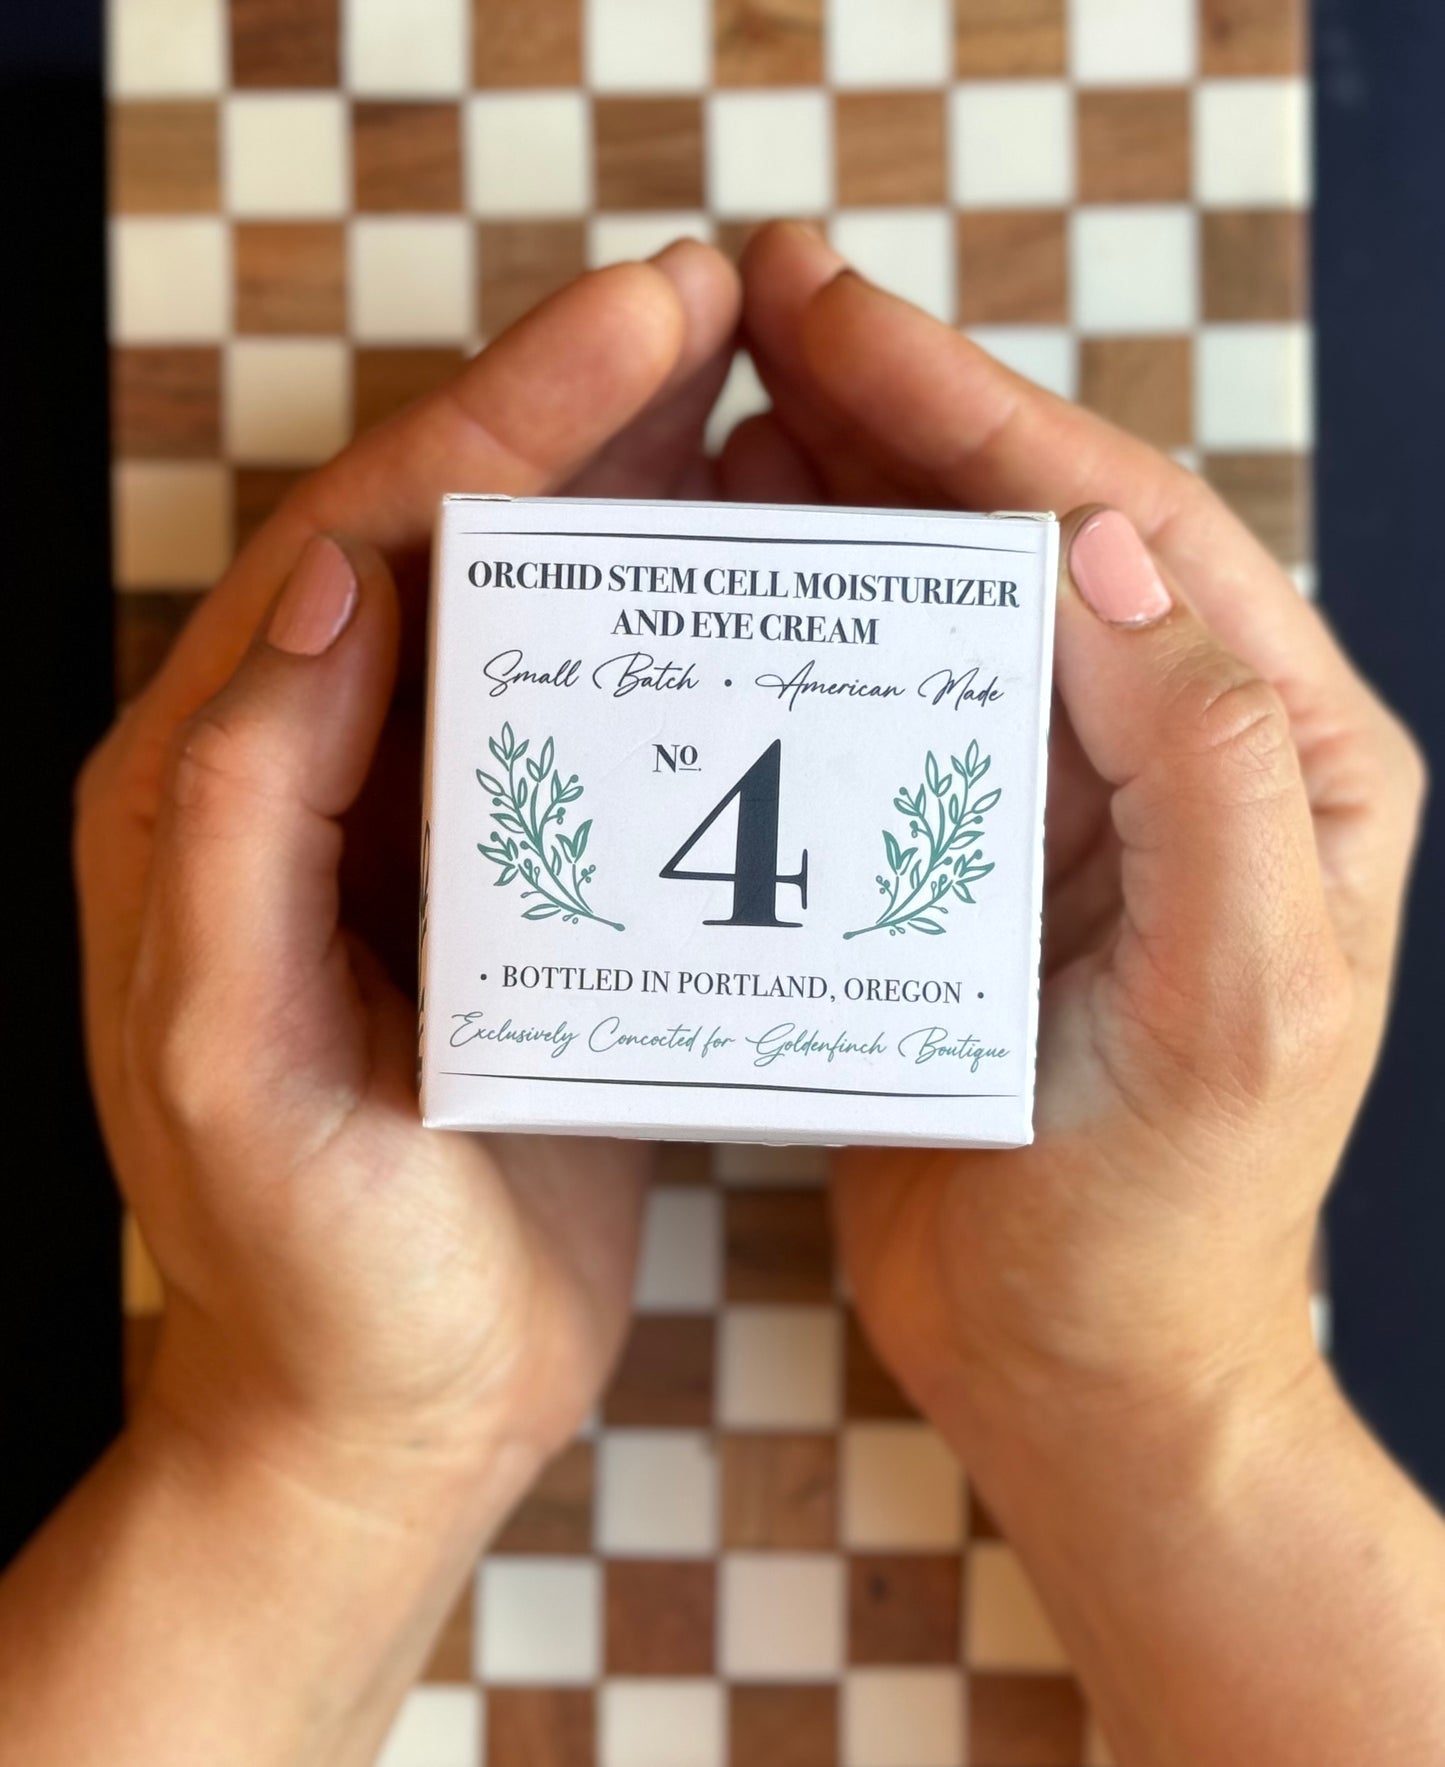 ORCHID STEM CELL MOISTURIZER
AND EYE CREAM
Small Batch • American Made
No. 4
• BOTTLED IN PORTLAND, OREGON •
Exclusively Concocted for Goldenfinch Boutique